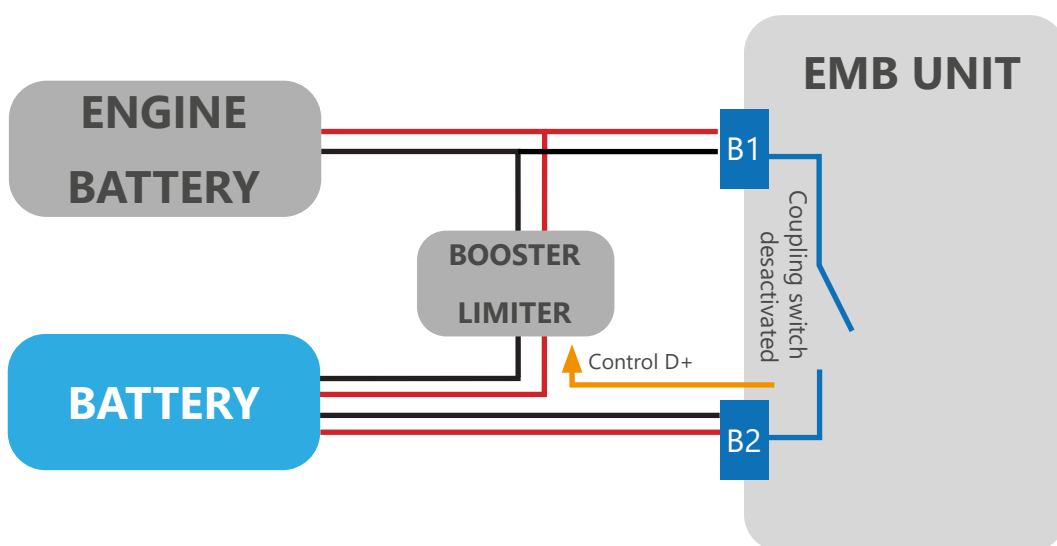 EMB UNIT
ENGINE
BATTERY
B1
Coupling switch
desactivated
BOOSTER
LIMITER
Control D+
BATTERY
B2